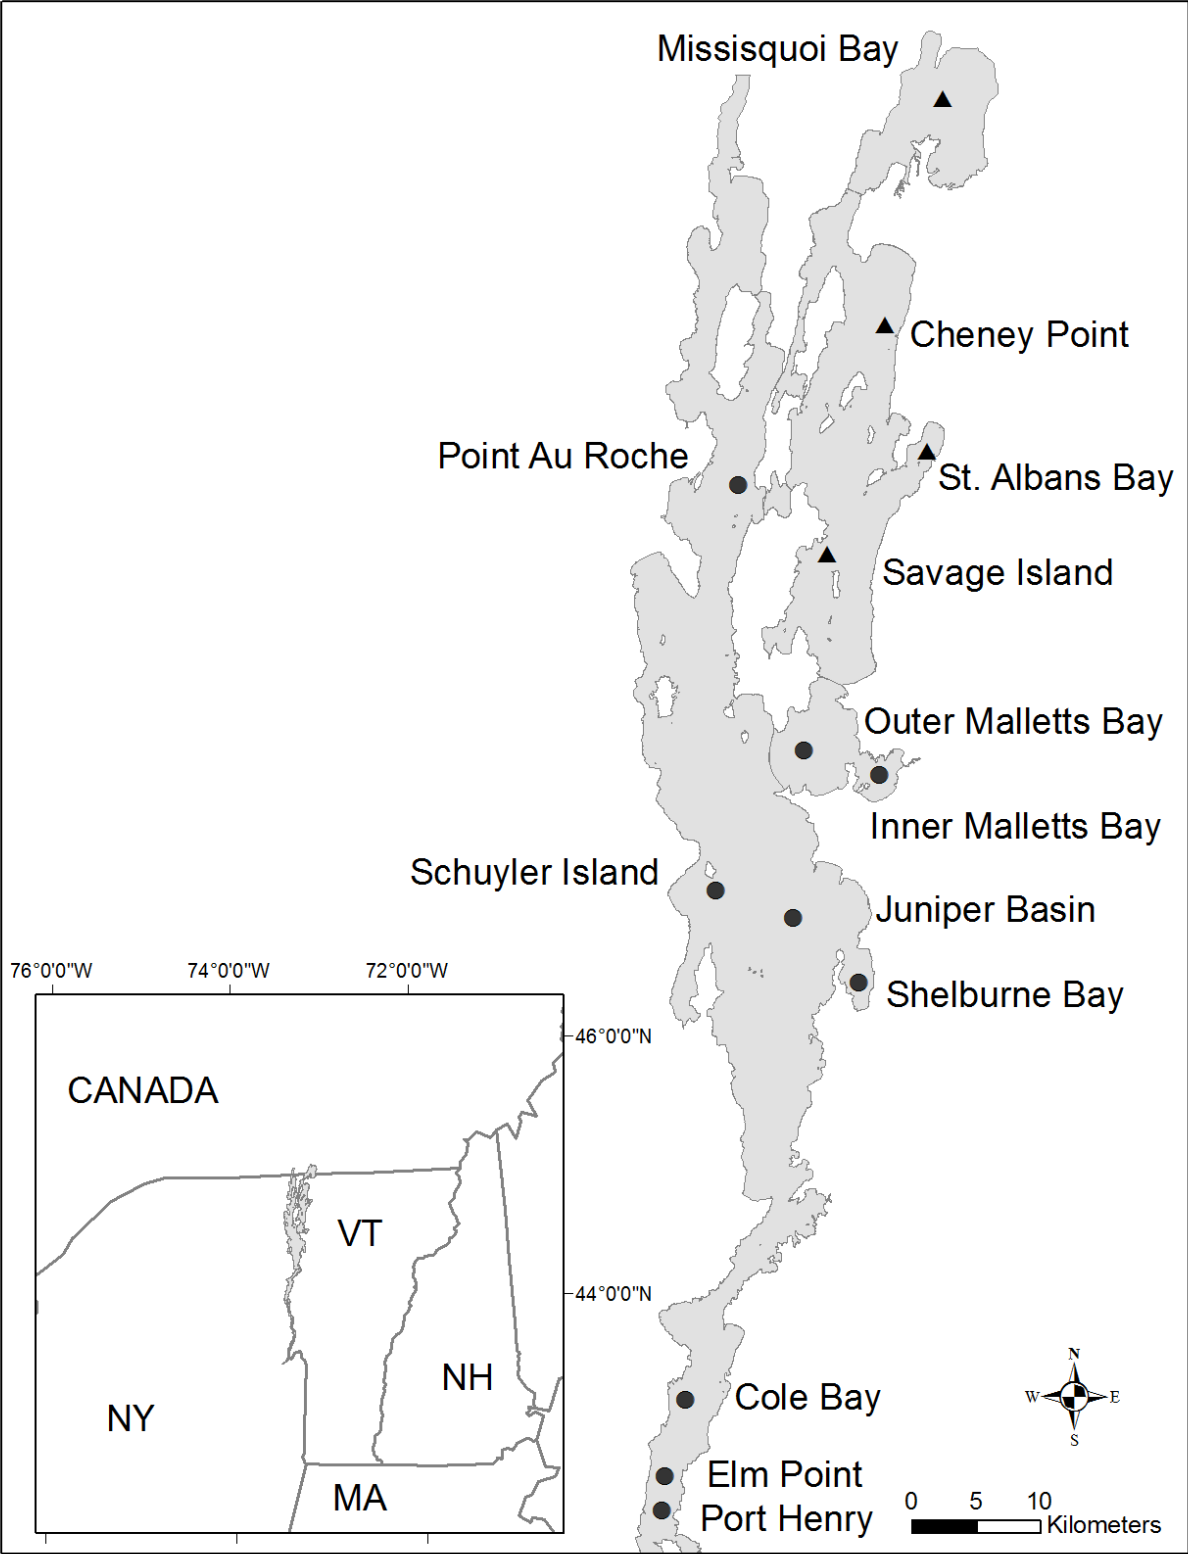 Missisquoi Bay
Cheney Point
Point Au Roche
St. Albans Bay
Savage Island
Outer Malletts Bay
Inner Malletts Bay
Schuyler Island
Juniper Basin
Shelburne Bay
76°0'0"W 74°0'0"W 72°0'0"W
46°0'0"N
CANADA
VT
44°0'0"N
NH
NY
MA
Cole Bay
Elm Point
Port Henry
N
W E
S
0 5 10
Kilometers